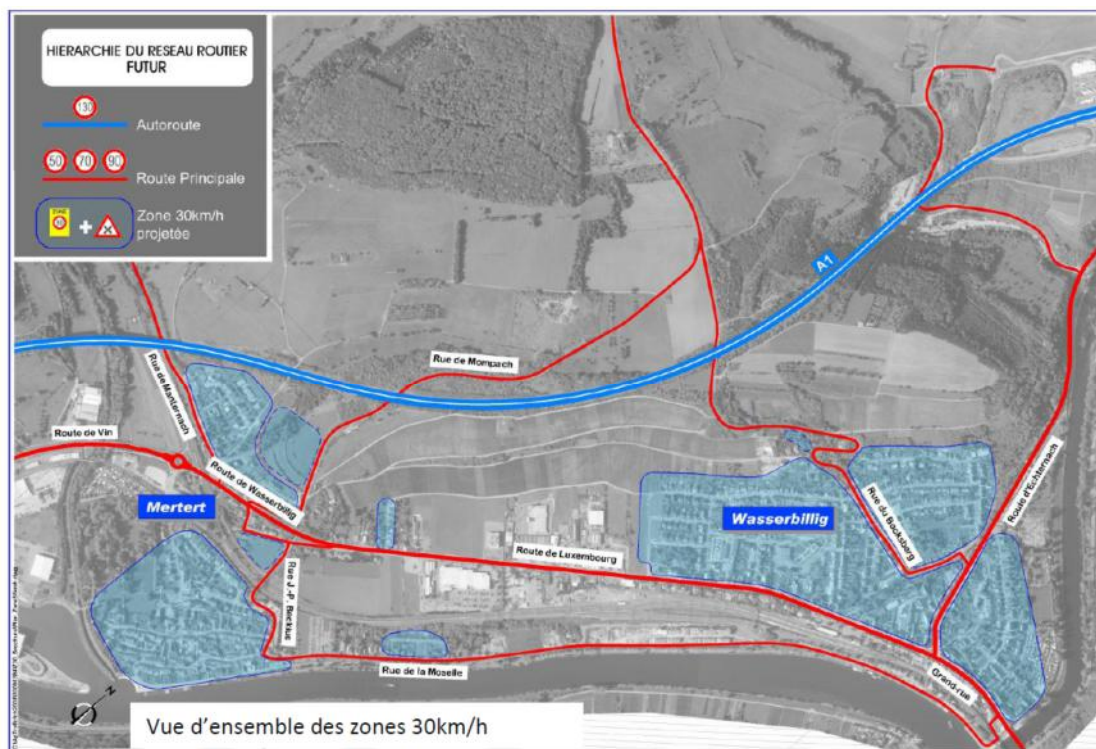 HIERARCHIE DU RESEAU ROUTIER
FUTUR
130
Autoroute
50 70 90
Route Principale
ZONE
30
Zone 30km/h
projetée
A1
Rue de Manternach
Rue de Mompach
Route de Vin
Route de Wasserbillig
Mertert
Wasserbillig
Rue du Bocksberg
Route d'Echternach
Route de Luxembourg
Rue J.-P. Beckius
Rue de la Moselle
Grand-rue
N
Vue d'ensemble des zones 30km/h